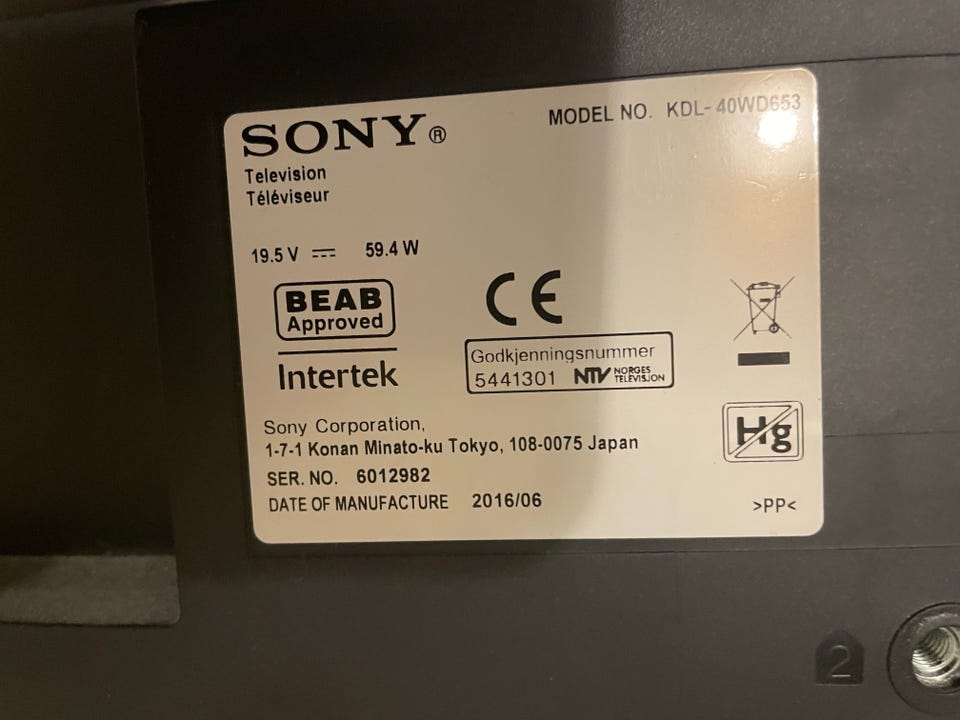 SONY®
MODEL NO. KDL-40WD653
Television
Téléviseur
19.5 V ⎓ 59.4 W
BEAB
Approved
Intertek
CE
Godkjenningsnummer
5441301 NTV NORGES TELEVISJON
Hg
Sony Corporation,
1-7-1 Konan Minato-ku Tokyo, 108-0075 Japan
SER. NO. 6012982
DATE OF MANUFACTURE 2016/06
>PP<
2